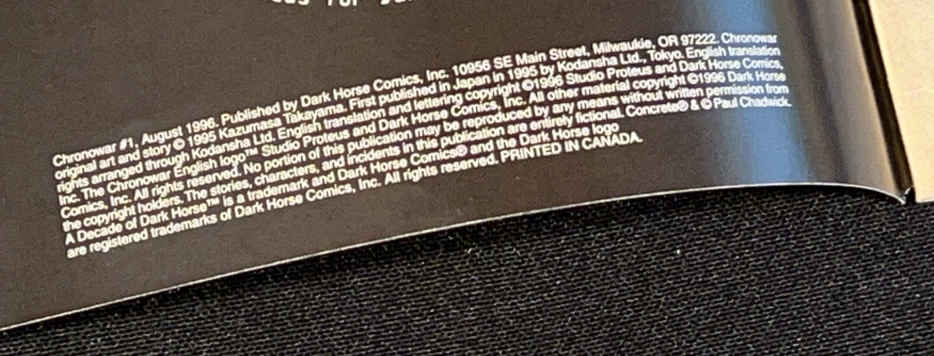 Chronowar #1, August 1996. Published by Dark Horse Comics, Inc. 10956 SE Main Street, Milwaukie, OR 97222. Chronowar
original art and story © 1995 Kazumasa Takayama. First published in Japan in 1995 by Kodansha Ltd., Tokyo. English translation
rights arranged through Kodansha Ltd. English translation and lettering copyright ©1996 Studio Proteus and Dark Horse Comics,
Inc. The Chronowar English logo™ Studio Proteus and Dark Horse Comics, Inc. All other material copyright ©1996 Dark Horse
Comics, Inc. All rights reserved. No portion of this publication may be reproduced by any means without written permission from
the copyright holders. The stories, characters, and incidents in this publication are entirely fictional. Concrete® & © Paul Chadwick.
A Decade of Dark Horse™ is a trademark and Dark Horse Comics® and the Dark Horse logo
are registered trademarks of Dark Horse Comics, Inc. All rights reserved. PRINTED IN CANADA.